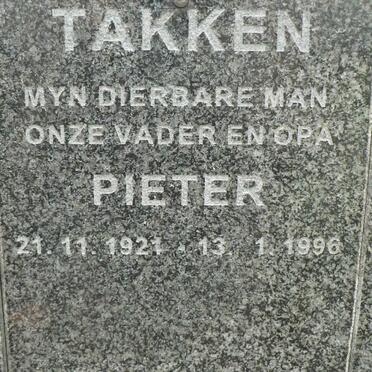 TAKKEN
MYN DIERBARE MAN
ONZE VADER EN OPA
PIETER
21. 11. 1921 - 13. 1. 1996